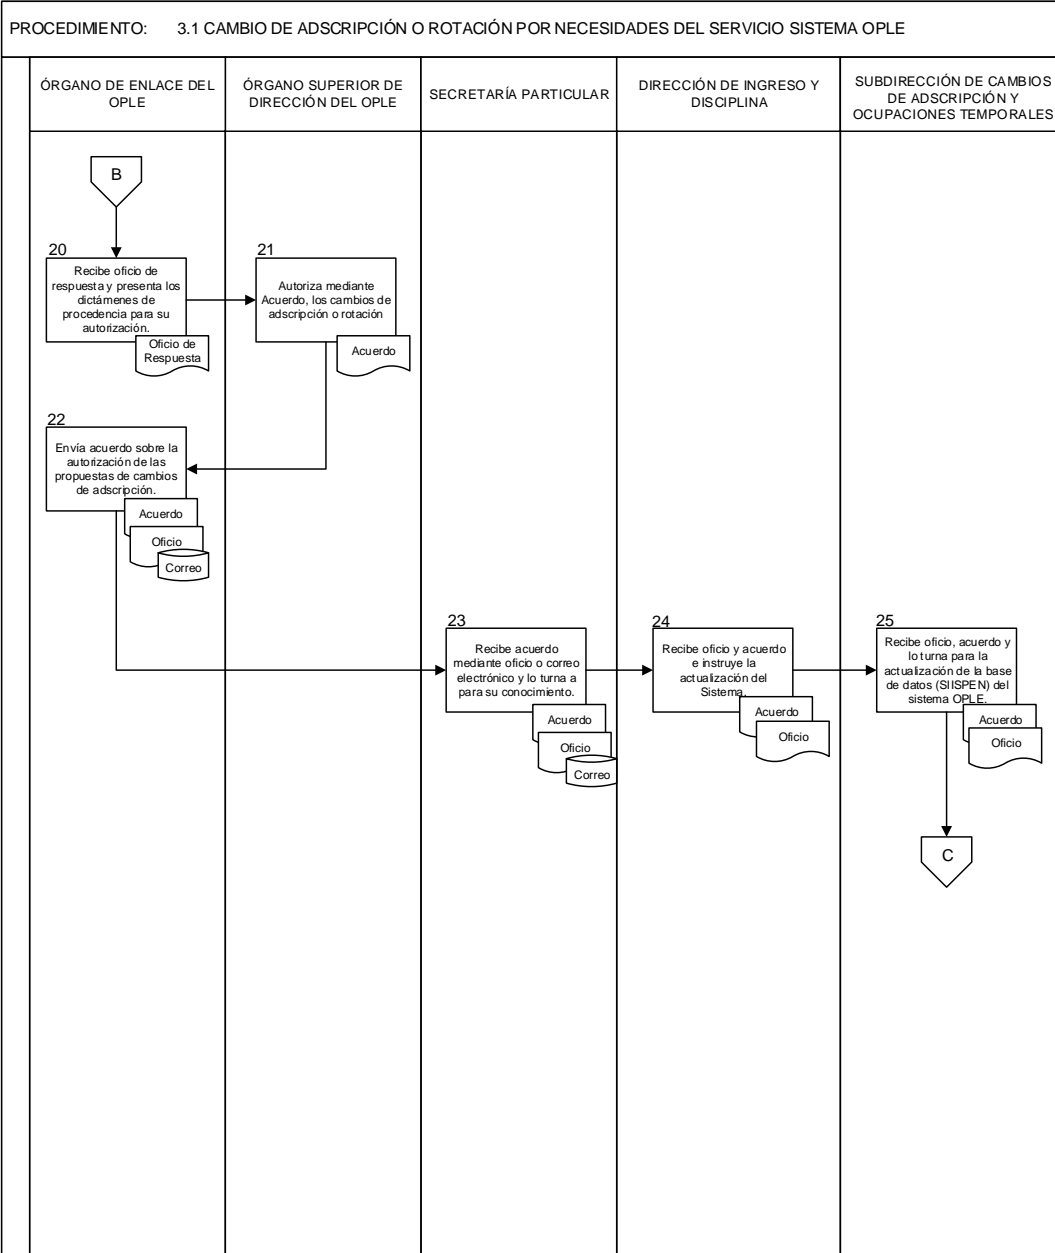 PROCEDIMIENTO: 3.1 CAMBIO DE ADSCRIPCIÓN O ROTACIÓN POR NECESIDADES DEL SERVICIO SISTEMA OPLE
ÓRGANO DE ENLACE DEL
OPLE
ÓRGANO SUPERIOR DE
DIRECCIÓN DEL OPLE
SECRETARÍA PARTICULAR
DIRECCIÓN DE INGRESO Y
DISCIPLINA
SUBDIRECCIÓN DE CAMBIOS
DE ADSCRIPCIÓN Y
OCUPACIONES TEMPORALES
B
20
Recibe oficio de
respuesta y presenta los
dictámenes de
procedencia para su
autorización.
Oficio de
Respuesta
21
Autoriza mediante
Acuerdo, los cambios de
adscripción o rotación
Acuerdo
22
Envía acuerdo sobre la
autorización de las
propuestas de cambios
de adscripción.
Acuerdo
Oficio
Correo
23
Recibe acuerdo
mediante oficio o correo
electrónico y lo turna a
para su conocimiento.
Acuerdo
Oficio
Correo
24
Recibe oficio y acuerdo
e instruye la
actualización del
Sistema.
Acuerdo
Oficio
25
Recibe oficio, acuerdo y
lo turna para la
actualización de la base
de datos (SIISPEN) del
sistema OPLE.
Acuerdo
Oficio
C